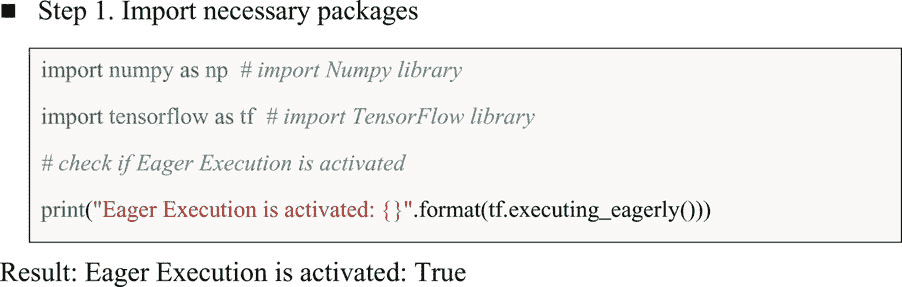 ■ Step 1. Import necessary packages
import numpy as np # import Numpy library
import tensorflow as tf # import TensorFlow library
# check if Eager Execution is activated
print("Eager Execution is activated: {}".format(tf.executing_eagerly()))
Result: Eager Execution is activated: True